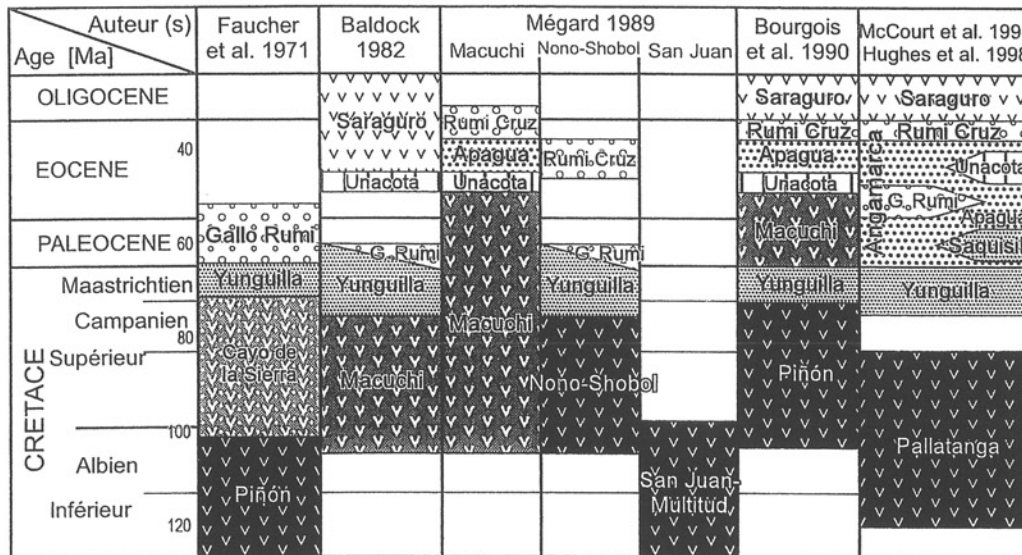 Auteur (s)
Age [Ma]
Faucher
et al. 1971
Baldock
1982
Mégard 1989
Macuchi
Nono-Shobol
San Juan
Bourgois
et al. 1990
McCourt et al. 199
Hughes et al. 1998
OLIGOCENE
EOCENE
PALEOCENE
Maastrichtien
Campanien
Supérieur
Albien
Inférieur
CRETACE
40
60
80
100
120
Gallo Rumi
Yunguilla
Cayo de
la Sierra
Piñón
Saraguro
Unacota
G. Rumi
Yunguilla
Macuchi
Rumi Cruz
Apagua
Unacota
Macuchi
Rumi Cruz
G. Rumi
Yunguilla
Nono-Shobol
San Juan-
Multitud
Saraguro
Rumi Cruz
Apagua
Unacota
Macuchi
Yunguilla
Piñón
Saraguro
Rumi Cruz
Angamarca
Unacota
G. Rumi
Apagua
Saquisil
Yunguilla
Pallatanga